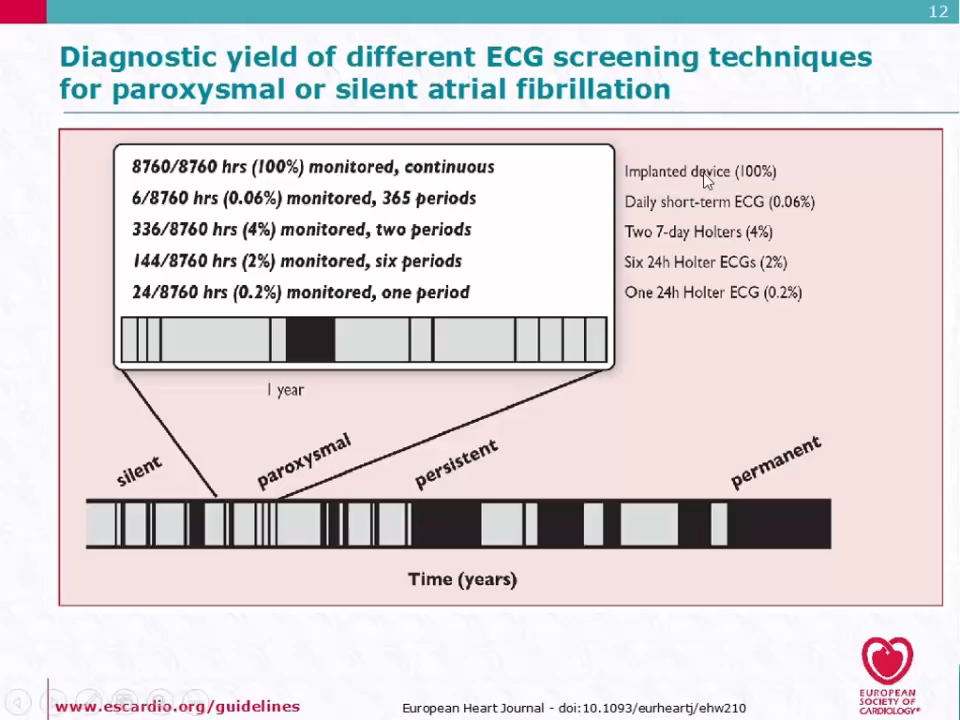 12
Diagnostic yield of different ECG screening techniques
for paroxysmal or silent atrial fibrillation
8760/8760 hrs (100%) monitored, continuous
Implanted device (100%)
6/8760 hrs (0.06%) monitored, 365 periods
Daily short-term ECG (0.06%)
336/8760 hrs (4%) monitored, two periods
Two 7-day Holters (4%)
144/8760 hrs (2%) monitored, six periods
Six 24h Holter ECGs (2%)
24/8760 hrs (0.2%) monitored, one period
One 24h Holter ECG (0.2%)
1 year
silent
paroxysmal
persistent
permanent
Time (years)
www.escardio.org/guidelines
European Heart Journal - doi:10.1093/eurheartj/ehw210
EUROPEAN
SOCIETY OF
CARDIOLOGY®